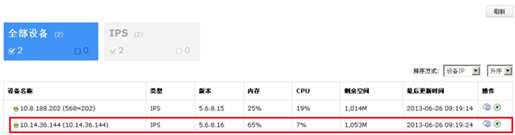 刷新
全部设备 (2)
2 0
IPS (2)
2 0
排序方式: 设备IP 升序
设备名称 类型 版本 内存 CPU 剩余空间 最后更新时间 操作
10.8.188.202 (568=202) IPS 5.6.8.15 25% 19% 1,014M 2013-06-26 09:19:14
10.14.36.144 (10.14.36.144) IPS 5.6.8.16 65% 7% 1,053M 2013-06-26 09:19:24